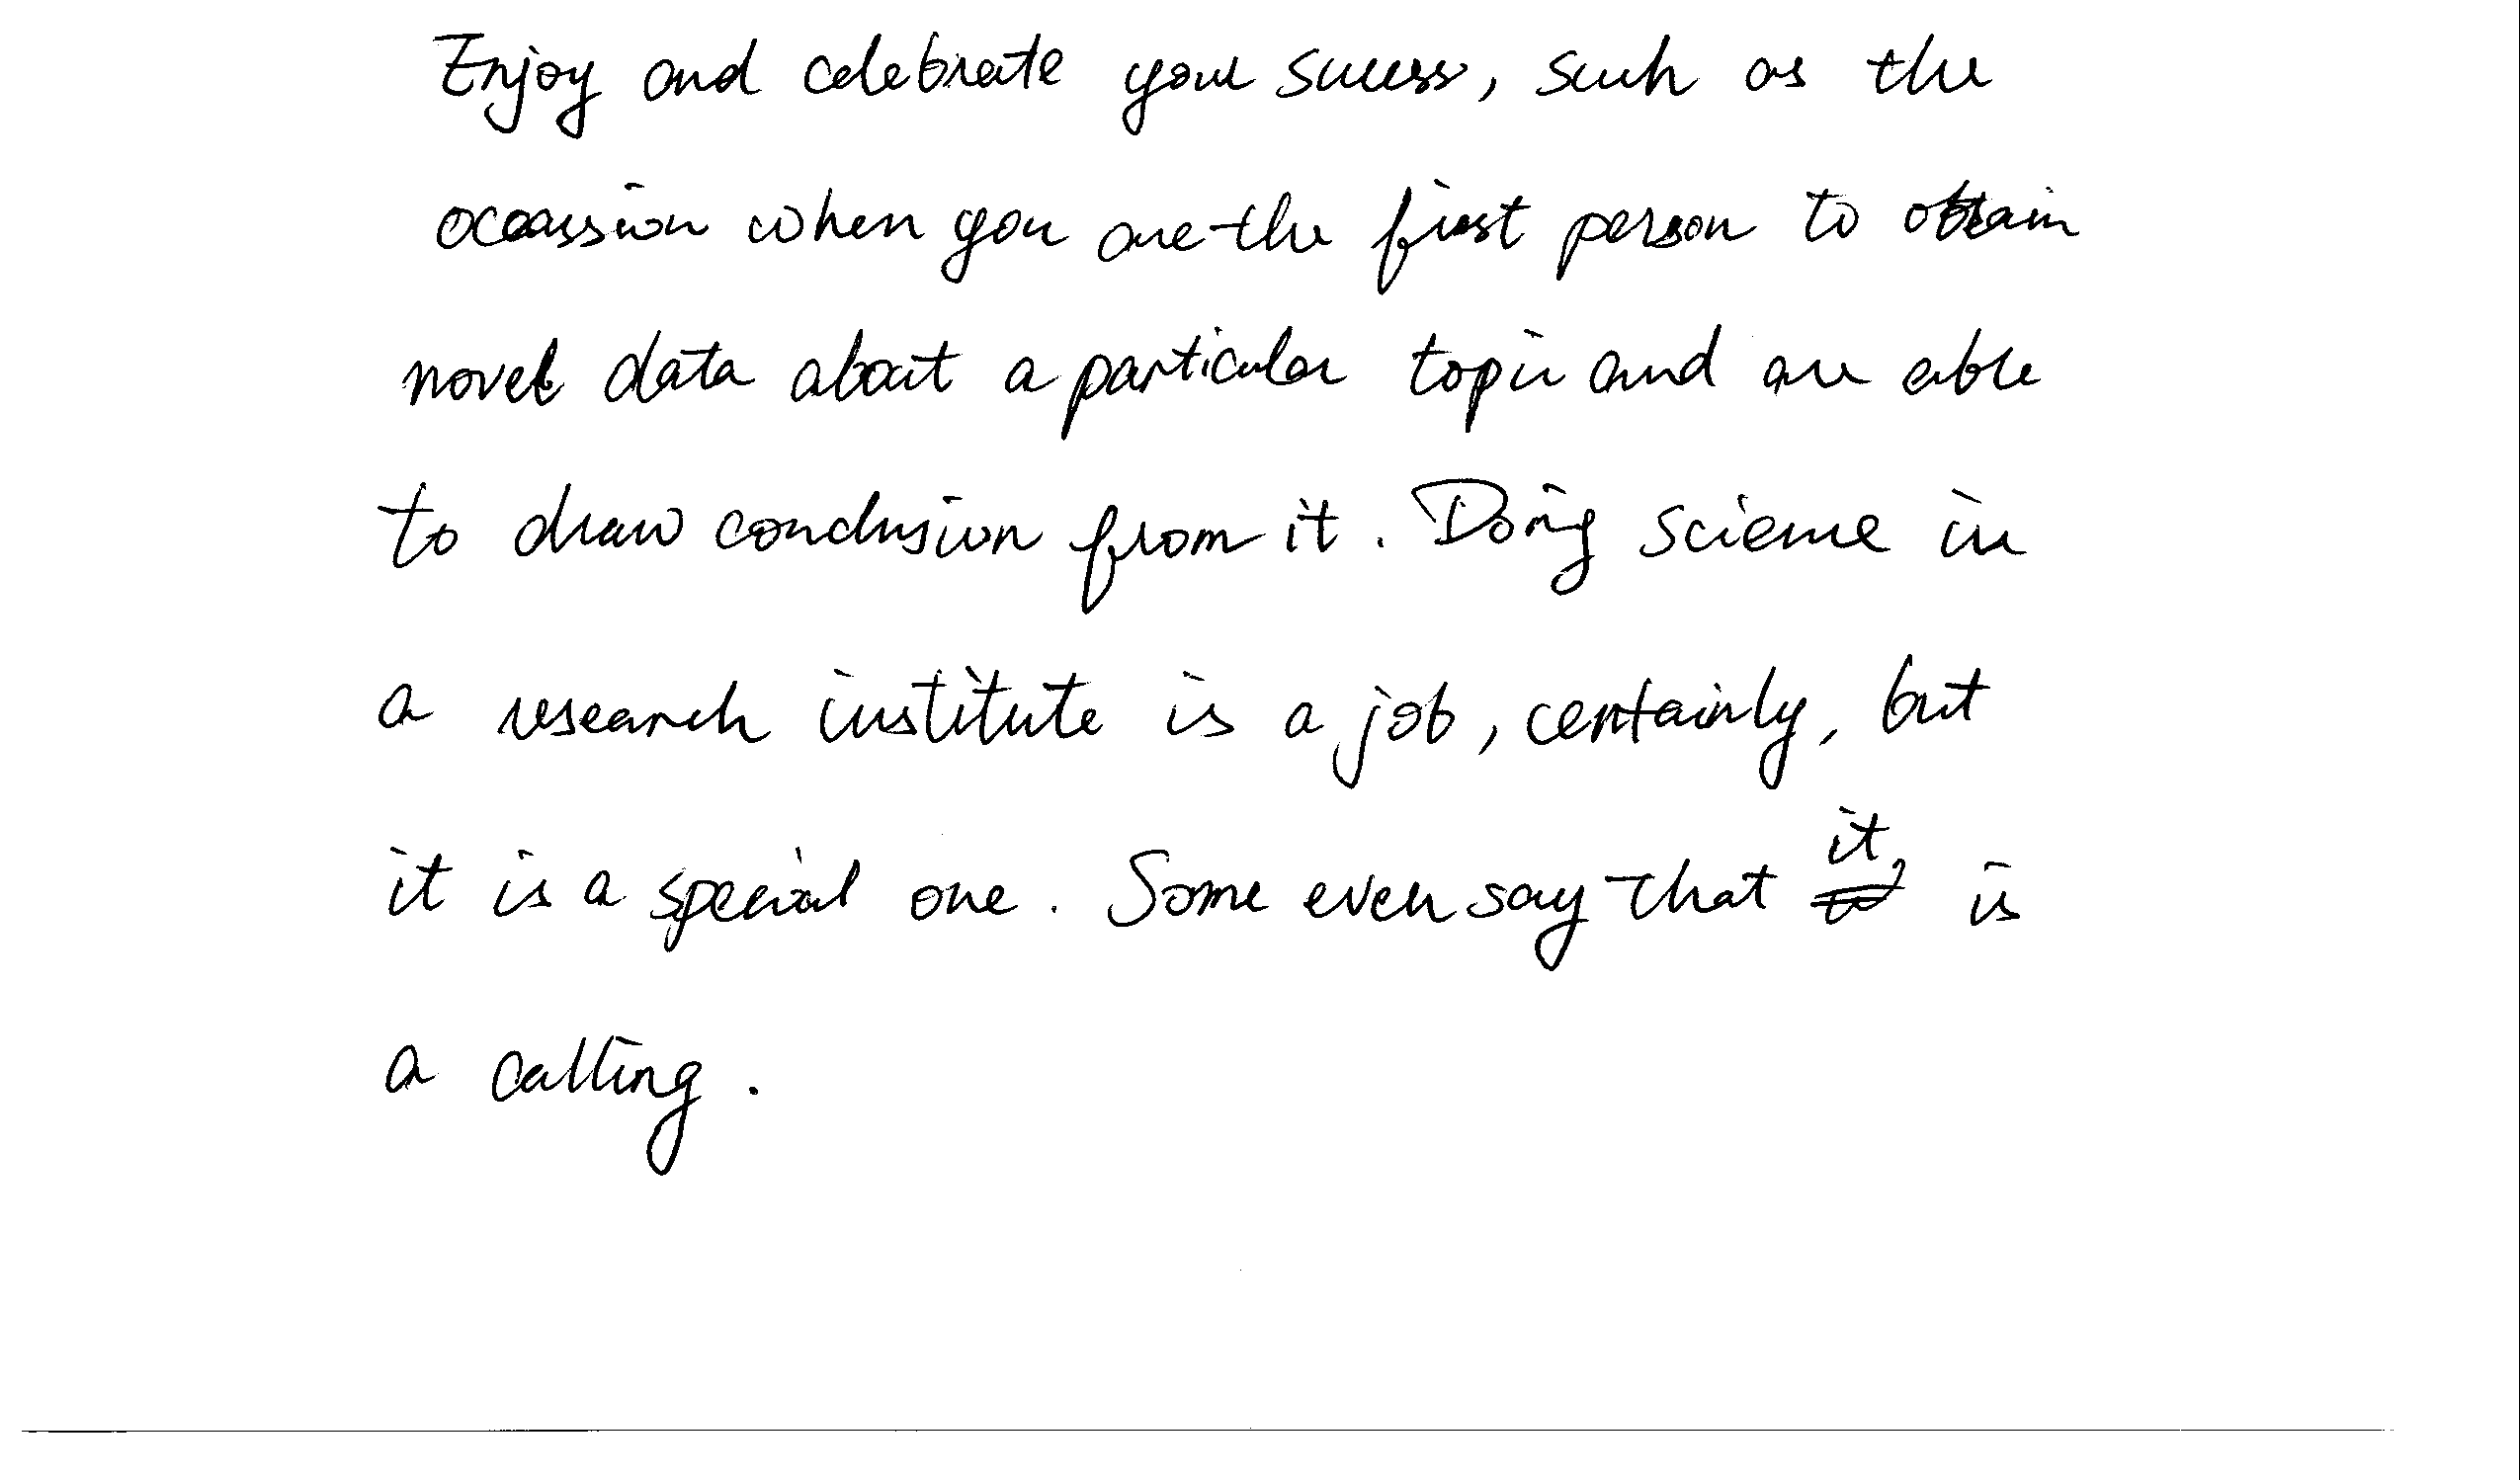 Enjoy and celebrate your success, such as the
occassion when you are the first person to obtain
novel data about a particular topic and are able
to draw conclusion from it. Doing science in
a research institute is a job, certainly, but
it is a special one. Some even say that it is
a calling.